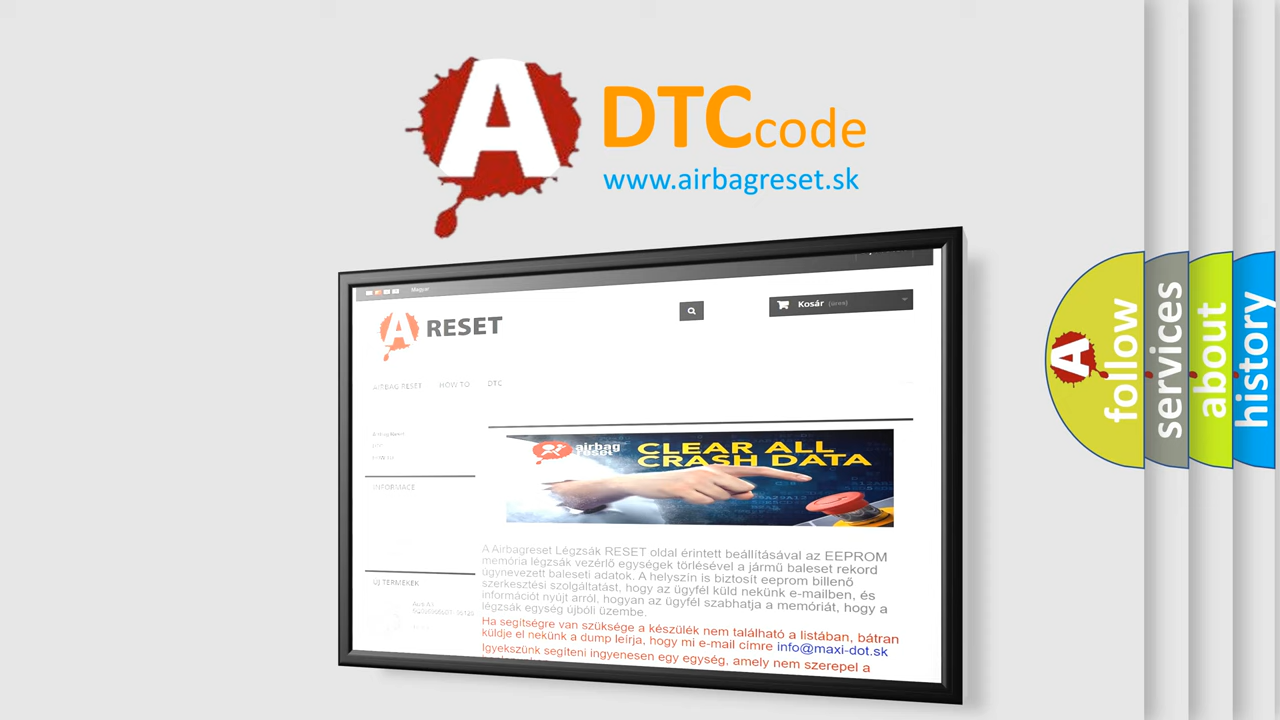 A DTC code
www.airbagreset.sk
Magyar
A RESET
Kosár (üres)
AIRBAG RESET HOW TO DTC
INFORMACE
ÚJ TERMÉKEK
airbag
reset
CLEAR ALL
CRASH DATA
A Airbagreset Légzsák RESET oldal érintett beállításával az EEPROM
memória légzsák vezérlő egységek törlésével a jármű baleset rekord
úgynevezett baleseti adatok. A helyszín is biztosít eeprom billenő
szerkesztési szolgáltatást, hogy az ügyfél küld nekünk e-mailben, és
információt nyújt arról, hogyan az ügyfél szabhatja a memóriát, hogy a
légzsák egység újbóli üzembe.
Ha segítségre van szüksége a készülék nem található a listában, bátran
küldje el nekünk a dump leírja, hogy mi e-mail címre info@maxi-dot.sk
Igyekszünk segíteni ingyenesen egy egység, amely nem szerepel a
A follow
services
about
history